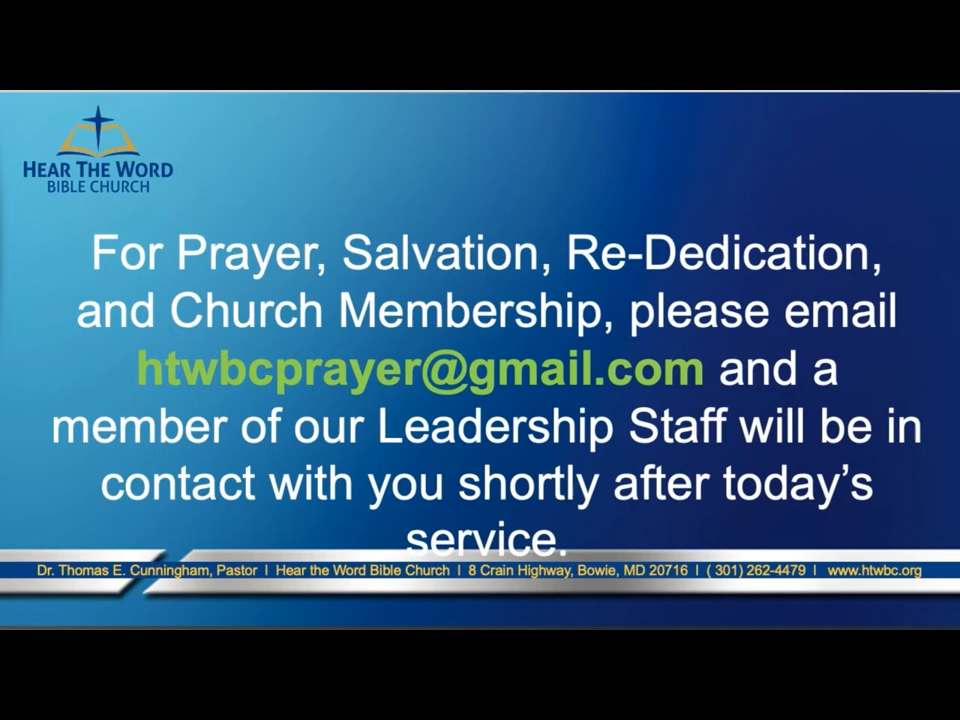 HEAR THE WORD
BIBLE CHURCH
For Prayer, Salvation, Re-Dedication,
and Church Membership, please email
htwbcprayer@gmail.com and a
member of our Leadership Staff will be in
contact with you shortly after today’s
service.
Dr. Thomas E. Cunningham, Pastor I Hear the Word Bible Church I 8 Crain Highway, Bowie, MD 20716 I ( 301) 262-4479 I www.htwbc.org